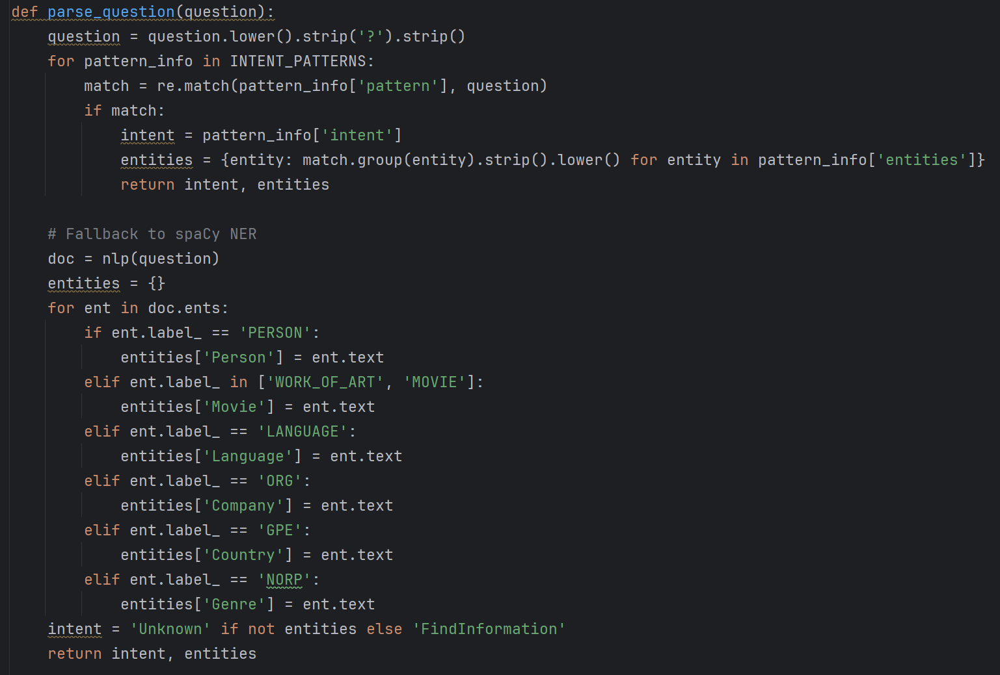 def parse_question(question):
    question = question.lower().strip('?').strip()
    for pattern_info in INTENT_PATTERNS:
        match = re.match(pattern_info['pattern'], question)
        if match:
            intent = pattern_info['intent']
            entities = {entity: match.group(entity).strip().lower() for entity in pattern_info['entities']}
            return intent, entities

    # Fallback to spaCy NER
    doc = nlp(question)
    entities = {}
    for ent in doc.ents:
        if ent.label_ == 'PERSON':
            entities['Person'] = ent.text
        elif ent.label_ in ['WORK_OF_ART', 'MOVIE']:
            entities['Movie'] = ent.text
        elif ent.label_ == 'LANGUAGE':
            entities['Language'] = ent.text
        elif ent.label_ == 'ORG':
            entities['Company'] = ent.text
        elif ent.label_ == 'GPE':
            entities['Country'] = ent.text
        elif ent.label_ == 'NORP':
            entities['Genre'] = ent.text
    intent = 'Unknown' if not entities else 'FindInformation'
    return intent, entities